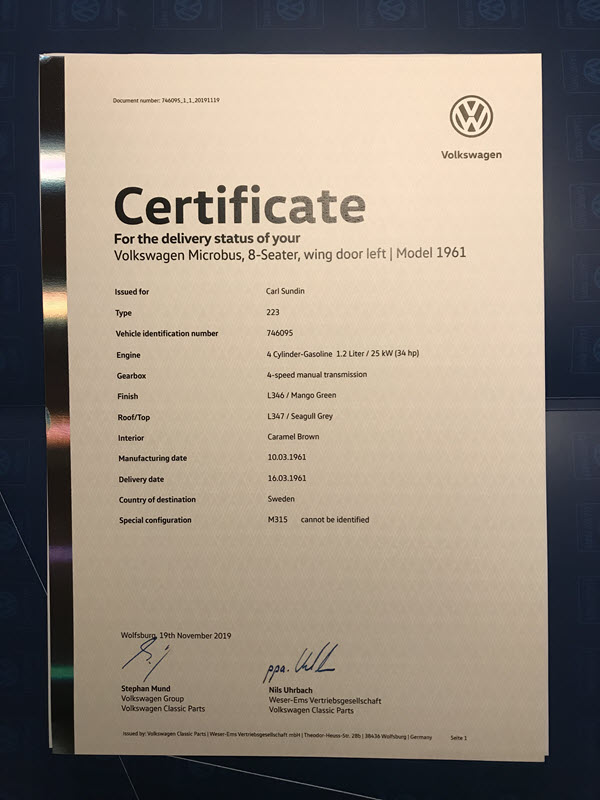 Document number: 746095_1_1_20191119
Volkswagen
Certificate
For the delivery status of your
Volkswagen Microbus, 8-Seater, wing door left | Model 1961
Issued for Carl Sundin
Type 223
Vehicle identification number 746095
Engine 4 Cylinder-Gasoline 1.2 Liter / 25 kW (34 hp)
Gearbox 4-speed manual transmission
Finish L346 / Mango Green
Roof/Top L347 / Seagull Grey
Interior Caramel Brown
Manufacturing date 10.03.1961
Delivery date 16.03.1961
Country of destination Sweden
Special configuration M315 cannot be identified
Wolfsburg, 19th November 2019
ppa.
Stephan Mund Nils Uhrbach
Volkswagen Group Weser-Ems Vertriebsgesellschaft
Volkswagen Classic Parts Volkswagen Classic Parts
issued by: Volkswagen Classic Parts | Weser-Ems Vertriebsgesellschaft mbH | Theodor-Heuss-Str. 28b | 38436 Wolfsburg | Germany Seite 1